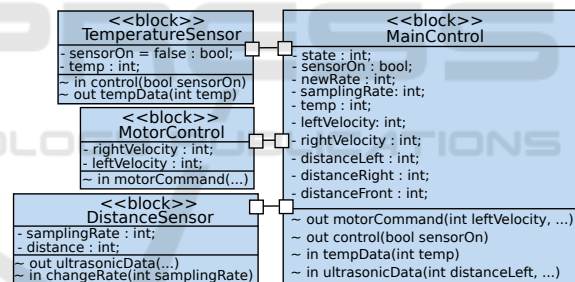 <<block>>
TemperatureSensor
- sensorOn = false : bool;
- temp : int;
~ in control(bool sensorOn)
~ out tempData(int temp)
<<block>>
MotorControl
- rightVelocity : int;
- leftVelocity : int;
~ in motorCommand(...)
<<block>>
DistanceSensor
- samplingRate : int;
- distance : int;
~ out ultrasonicData(...)
~ in changeRate(int samplingRate)
<<block>>
MainControl
- state : int;
- sensorOn : bool;
- newRate : int;
- samplingRate: int;
- temp : int;
- leftVelocity: int;
- rightVelocity : int;
- distanceLeft : int;
- distanceRight : int;
- distanceFront : int;
~ out motorCommand(int leftVelocity, ...)
~ out control(bool sensorOn)
~ in tempData(int temp)
~ in ultrasonicData(int distanceLeft, ...)